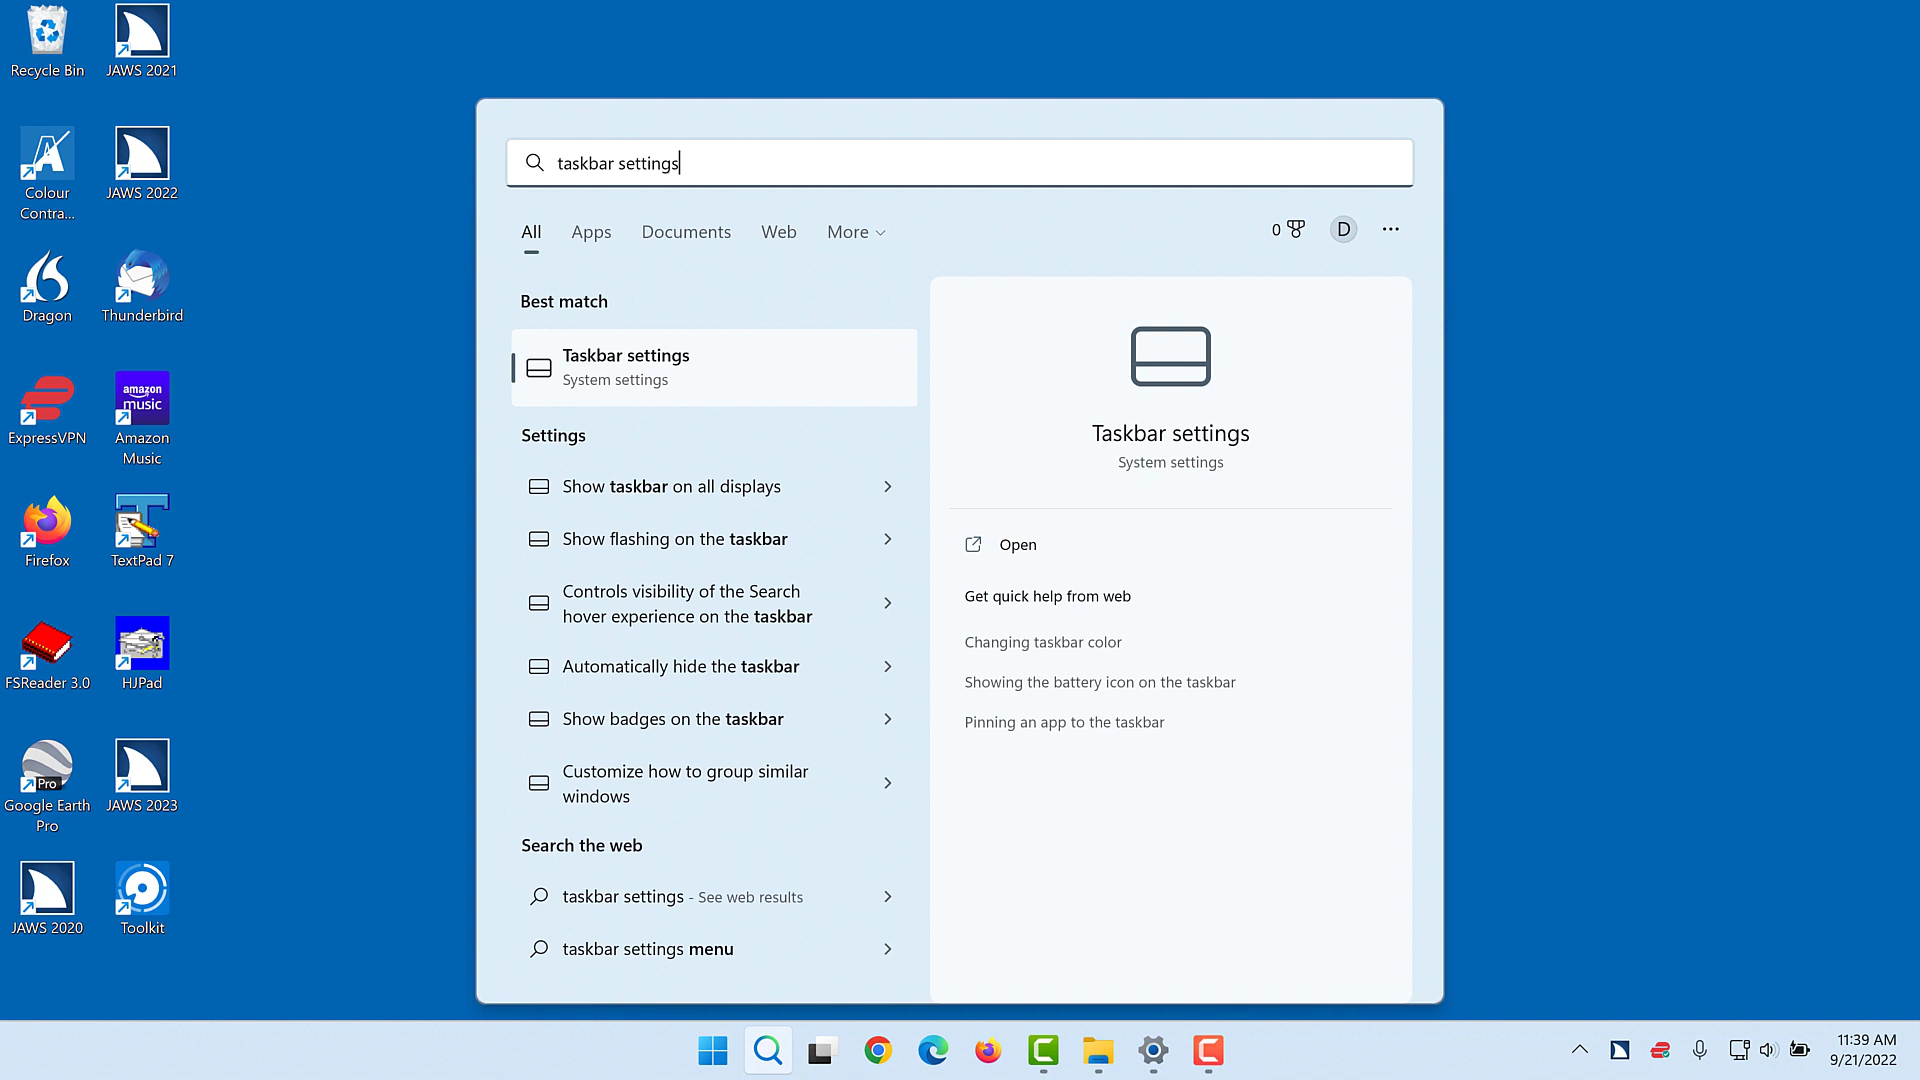 Recycle Bin
JAWS 2021
Colour
Contra...
JAWS 2022
Dragon
Thunderbird
ExpressVPN
amazon
music
Amazon
Music
Firefox
TextPad 7
FSReader 3.0
HJPad
Pro
Google Earth
Pro
JAWS 2023
JAWS 2020
Toolkit
taskbar settings
All Apps Documents Web More
0 D
Best match
Taskbar settings
System settings
Settings
Show taskbar on all displays
Show flashing on the taskbar
Controls visibility of the Search
hover experience on the taskbar
Automatically hide the taskbar
Show badges on the taskbar
Customize how to group similar
windows
Search the web
taskbar settings - See web results
taskbar settings menu
Taskbar settings
System settings
Open
Get quick help from web
Changing taskbar color
Showing the battery icon on the taskbar
Pinning an app to the taskbar
11:39 AM
9/21/2022